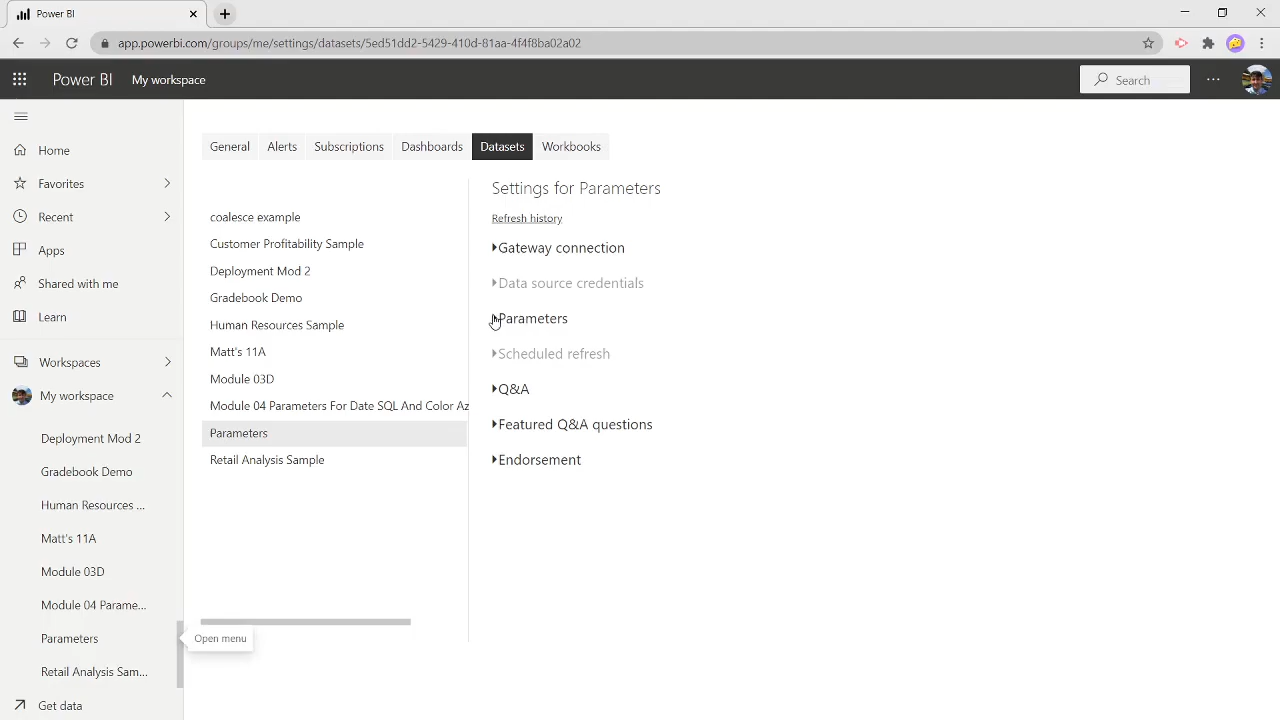 Power BI
app.powerbi.com/groups/me/settings/datasets/5ed51dd2-5429-410d-81aa-4f4f8ba02a02
Power BI My workspace
Search
Home
Favorites
Recent
Apps
Shared with me
Learn
Workspaces
My workspace
Deployment Mod 2
Gradebook Demo
Human Resources ...
Matt's 11A
Module 03D
Module 04 Parame...
Parameters
Retail Analysis Sam...
Get data
Open menu
General Alerts Subscriptions Dashboards Datasets Workbooks
coalesce example
Customer Profitability Sample
Deployment Mod 2
Gradebook Demo
Human Resources Sample
Matt's 11A
Module 03D
Module 04 Parameters For Date SQL And Color Az
Parameters
Retail Analysis Sample
Settings for Parameters
Refresh history
Gateway connection
Data source credentials
Parameters
Scheduled refresh
Q&A
Featured Q&A questions
Endorsement